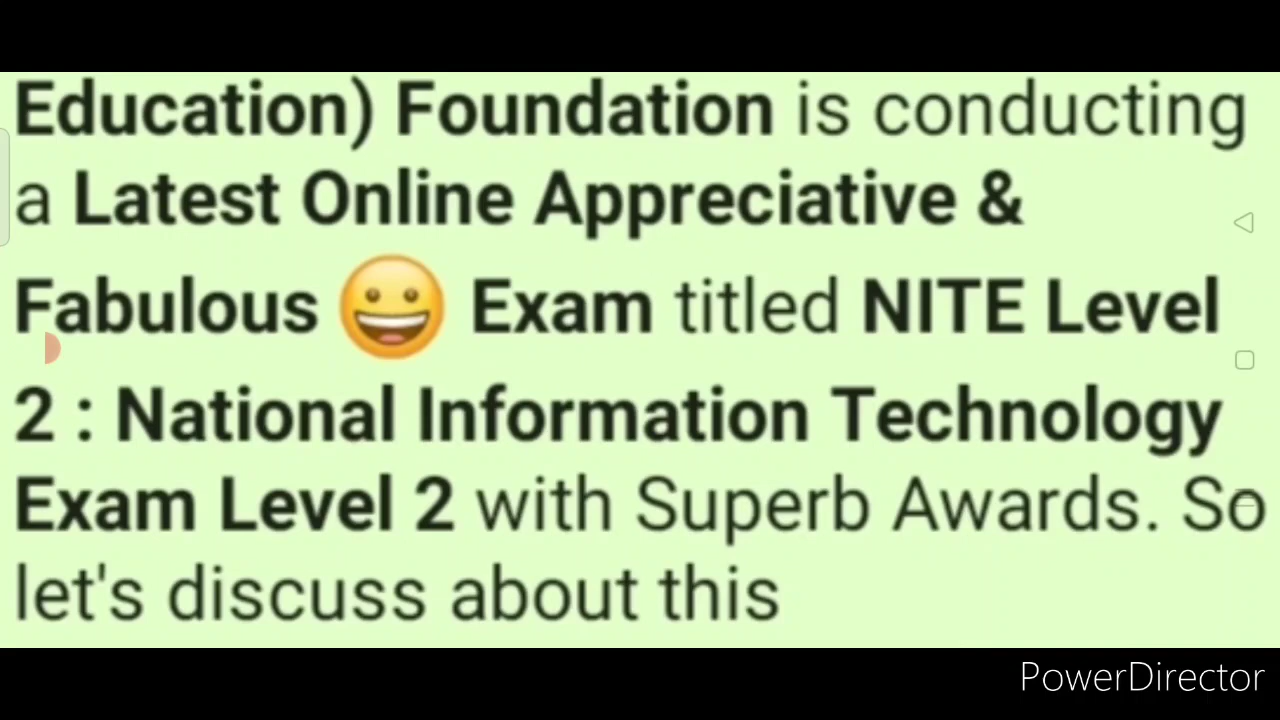 Education) Foundation is conducting
a Latest Online Appreciative &
Fabulous 😀 Exam titled NITE Level
2 : National Information Technology
Exam Level 2 with Superb Awards. So
let's discuss about this
PowerDirector